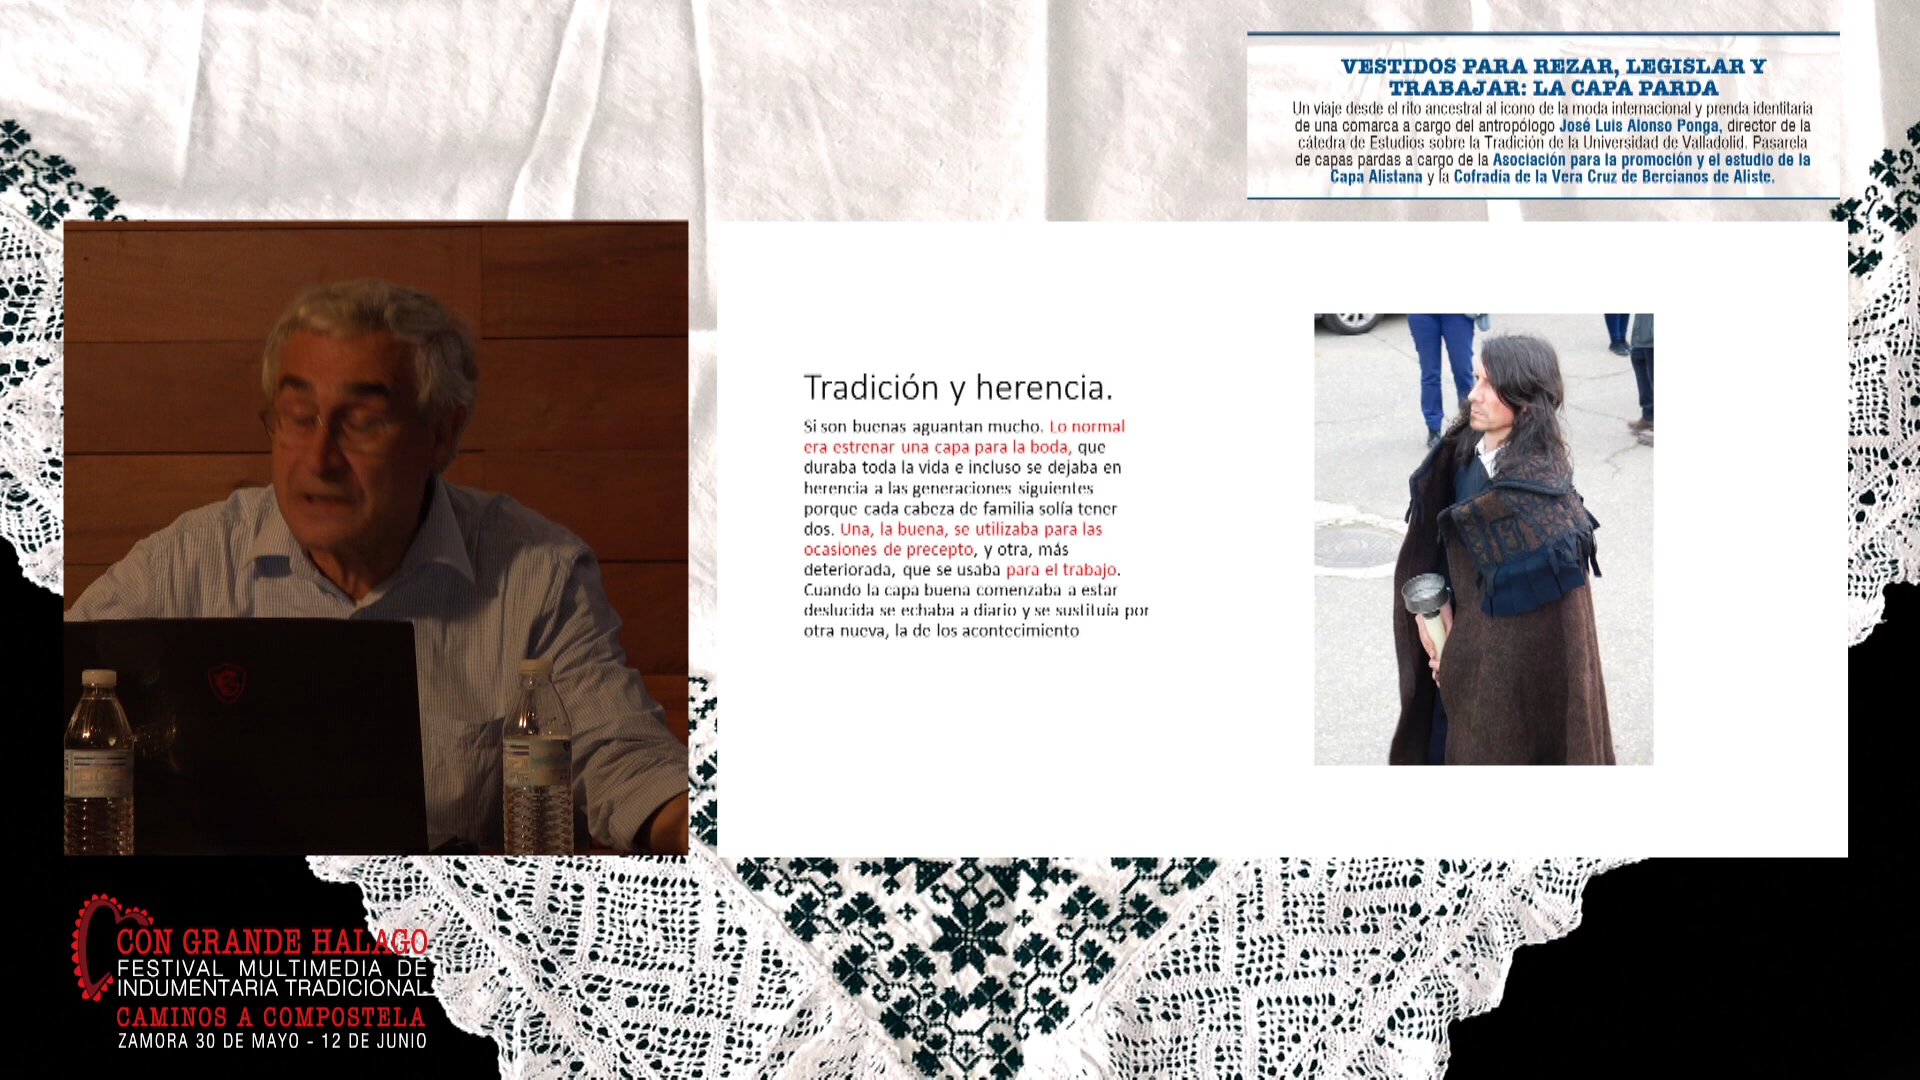 VESTIDOS PARA REZAR, LEGISLAR Y
TRABAJAR: LA CAPA PARDA
Un viaje desde el rito ancestral al icono de la moda internacional y prenda identitaria
de una comarca a cargo del antropólogo José Luis Alonso Ponga, director de la
cátedra de Estudios sobre la Tradición de la Universidad de Valladolid. Pasarela
de capas pardas a cargo de la Asociación para la promoción y el estudio de la
Capa Alistana y la Cofradía de la Vera Cruz de Bercianos de Aliste.
Tradición y herencia.
Si son buenas aguantan mucho. Lo normal
era estrenar una capa para la boda, que
duraba toda la vida e incluso se dejaba en
herencia a las generaciones siguientes
porque cada cabeza de familia solía tener
dos. Una, la buena, se utilizaba para las
ocasiones de precepto, y otra, más
deteriorada, que se usaba para el trabajo.
Cuando la capa buena comenzaba a estar
deslucida se echaba a diario y se sustituía por
otra nueva, la de los acontecimiento
CON GRANDE HALAGO
FESTIVAL MULTIMEDIA DE
INDUMENTARIA TRADICIONAL
CAMINOS A COMPOSTELA
ZAMORA 30 DE MAYO - 12 DE JUNIO